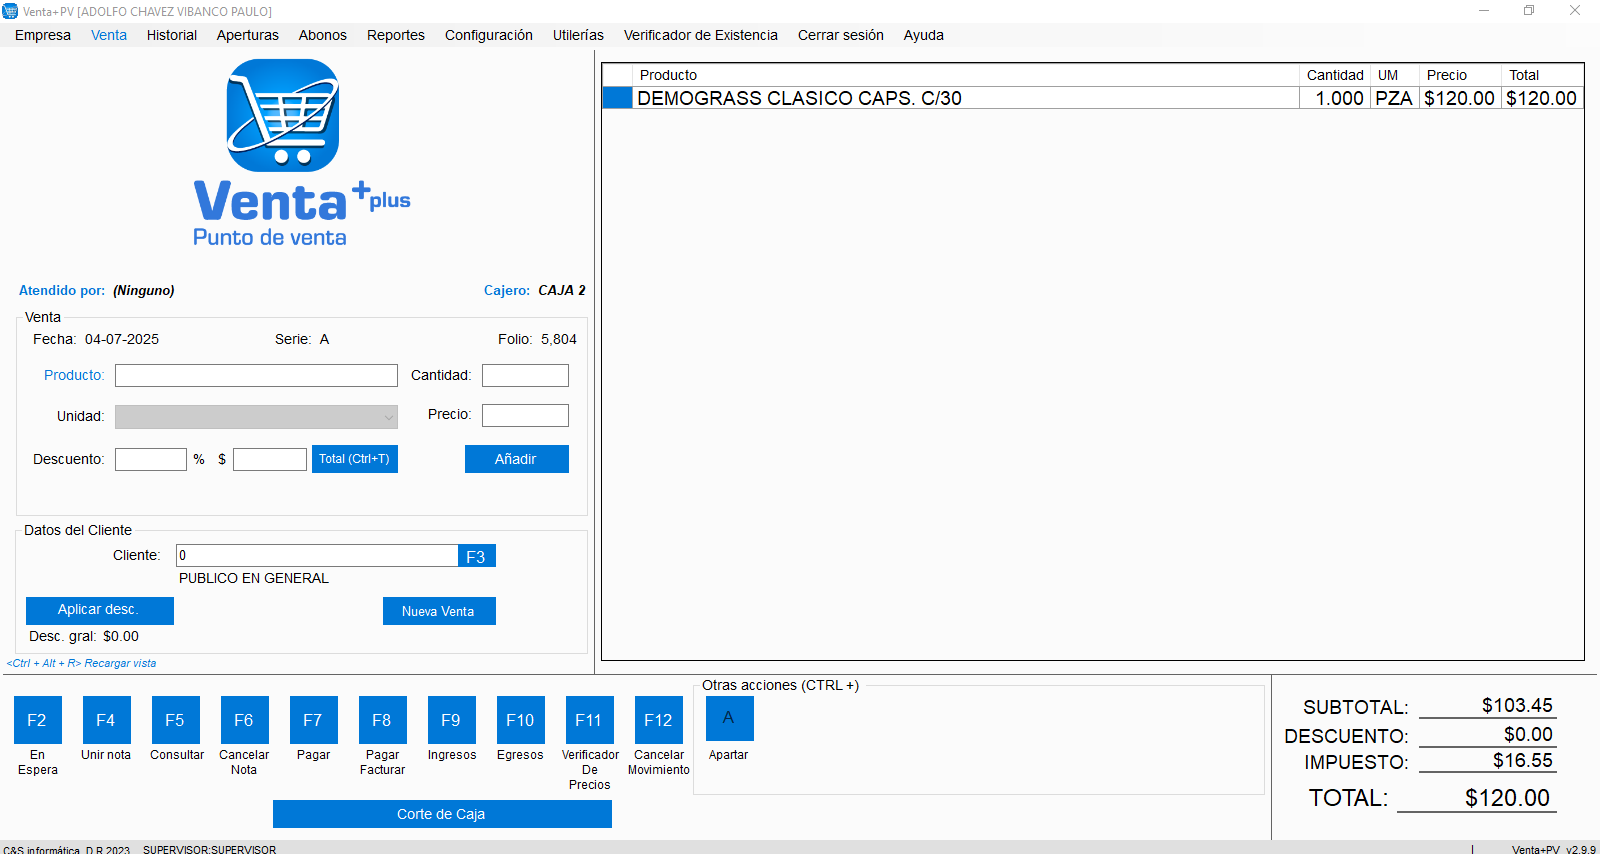 Venta+PV [ADOLFO CHAVEZ VIBANCO PAULO]
Empresa Venta Historial Aperturas Abonos Reportes Configuración Utilerías Verificador de Existencia Cerrar sesión Ayuda
Venta+plus
Punto de venta
Atendido por: (Ninguno) Cajero: CAJA 2
Venta
Fecha: 04-07-2025 Serie: A Folio: 5,804
Producto: Cantidad:
Unidad: Precio:
Descuento: % $ Total (Ctrl+T) Añadir
Datos del Cliente
Cliente: 0 F3
PUBLICO EN GENERAL
Aplicar desc. Nueva Venta
Desc. gral: $0.00
<Ctrl + Alt + R> Recargar vista
Producto Cantidad UM Precio Total
DEMOGRASS CLASICO CAPS. C/30 1.000 PZA $120.00 $120.00
F2 En Espera
F4 Unir nota
F5 Consultar
F6 Cancelar Nota
F7 Pagar
F8 Pagar Facturar
F9 Ingresos
F10 Egresos
F11 Verificador De Precios
F12 Cancelar Movimiento
Corte de Caja
Otras acciones (CTRL +)
A
Apartar
SUBTOTAL: $103.45
DESCUENTO: $0.00
IMPUESTO: $16.55
TOTAL: $120.00
C&S informática, D.R.2023 SUPERVISOR:SUPERVISOR Venta+PV v2.9.9